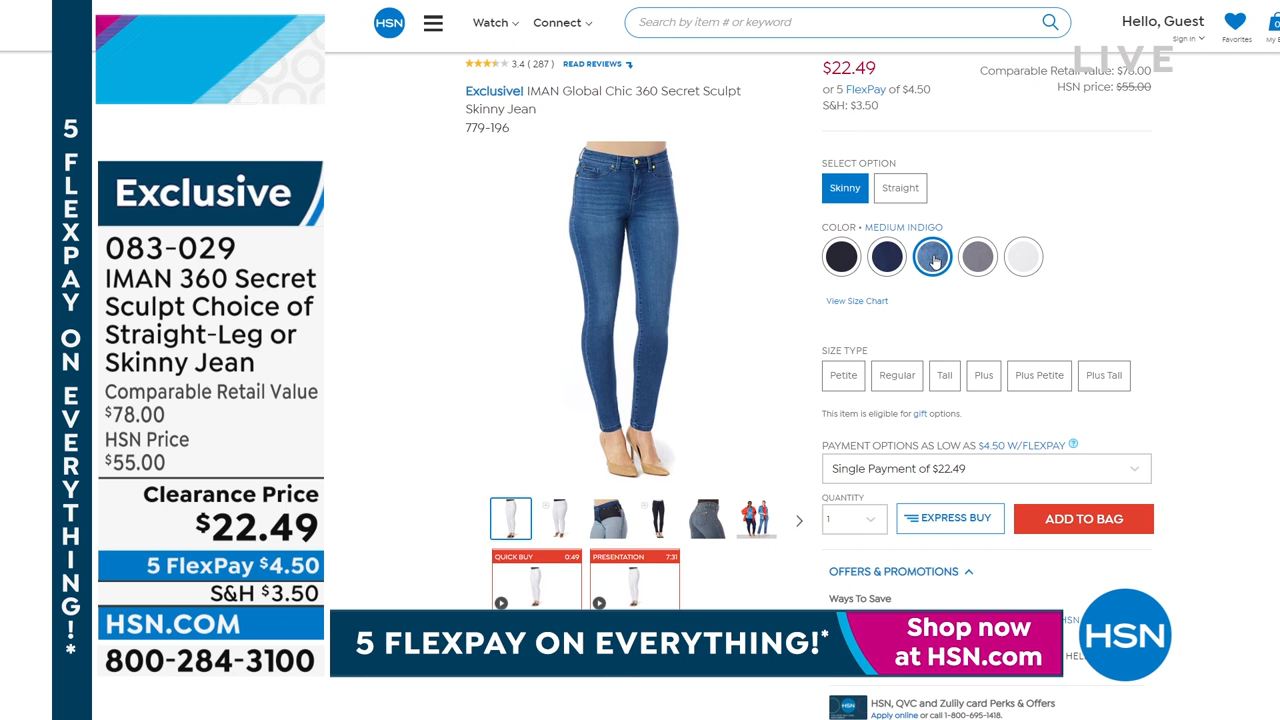 5 FLEXPAY ON EVERYTHING!*
Exclusive
083-029
IMAN 360 Secret
Sculpt Choice of
Straight-Leg or
Skinny Jean
Comparable Retail Value
$78.00
HSN Price
$55.00
Clearance Price
$22.49
5 FlexPay $4.50
S&H $3.50
HSN.COM
800-284-3100
HSN
Watch
Connect
Search by item # or keyword
Hello, Guest
Sign In
Favorites
My
0
LIVE
3.4 ( 287 ) READ REVIEWS
Exclusive! IMAN Global Chic 360 Secret Sculpt
Skinny Jean
779-196
$22.49
Comparable Retail Value: $78.00
or 5 FlexPay of $4.50
HSN price: $55.00
S&H: $3.50
SELECT OPTION
Skinny
Straight
COLOR • MEDIUM INDIGO
View Size Chart
SIZE TYPE
Petite
Regular
Tall
Plus
Plus Petite
Plus Tall
This item is eligible for gift options.
PAYMENT OPTIONS AS LOW AS $4.50 W/FLEXPAY ?
Single Payment of $22.49
QUANTITY
1
EXPRESS BUY
ADD TO BAG
QUICK BUY 0:49
PRESENTATION 7:31
OFFERS & PROMOTIONS
Ways To Save
5 FLEXPAY ON EVERYTHING!*
Shop now
at HSN.com
HSN
HSN
HSN, QVC and Zulily card Perks & Offers
Apply online or call 1-800-695-1418.